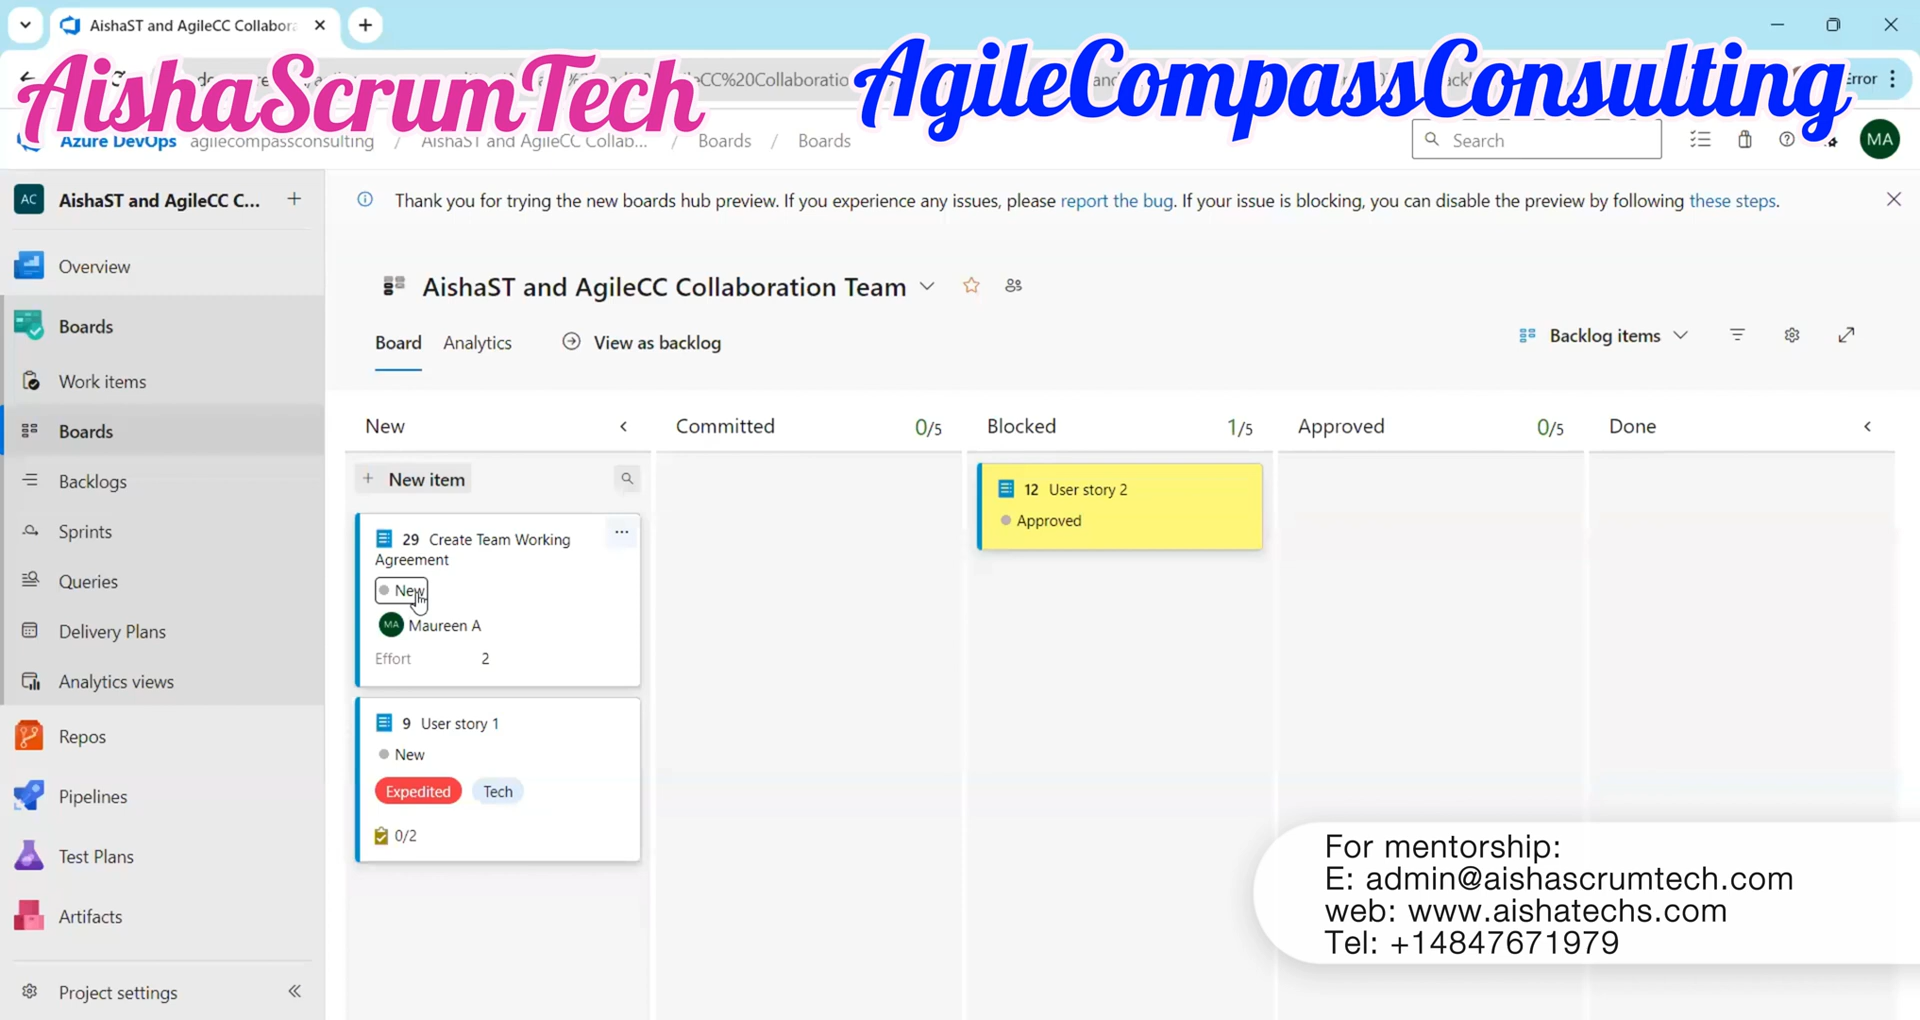 AishaST and AgileCC Collabora
AishaScrumTech
AgileCompassConsulting
CC%20Collaboration
Error
Azure DevOps agilecompassconsulting / AishaST and AgileCC Collab... / Boards / Boards
Search
MA
AC AishaST and AgileCC C...
Thank you for trying the new boards hub preview. If you experience any issues, please report the bug. If your issue is blocking, you can disable the preview by following these steps.
Overview
Boards
Work items
Boards
Backlogs
Sprints
Queries
Delivery Plans
Analytics views
Repos
Pipelines
Test Plans
Artifacts
Project settings
AishaST and AgileCC Collaboration Team
Board Analytics View as backlog
Backlog items
New
Committed 0/5
Blocked 1/5
Approved 0/5
Done
New item
29 Create Team Working
Agreement
New
MA Maureen A
Effort 2
9 User story 1
New
Expedited Tech
0/2
12 User story 2
Approved
For mentorship:
E: admin@aishascrumtech.com
web: www.aishatechs.com
Tel: +14847671979